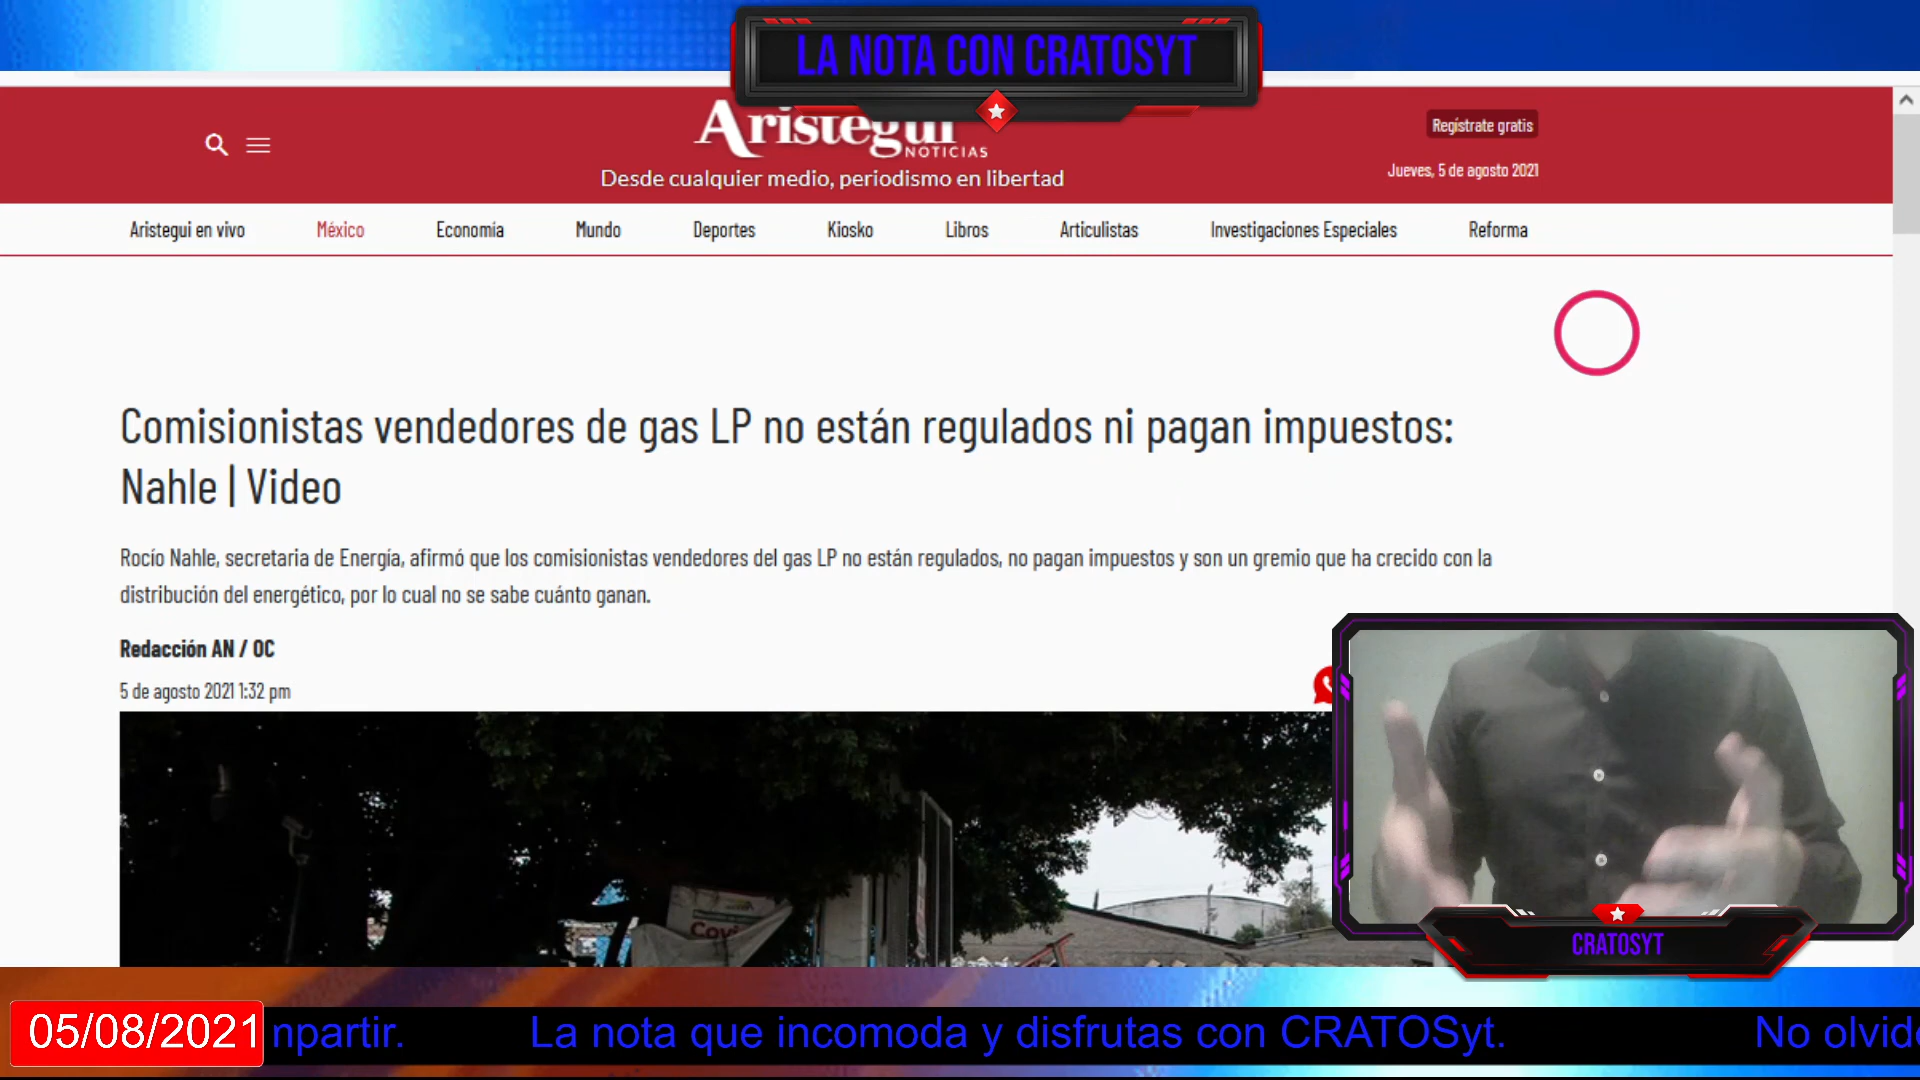 LA NOTA CON CRATOSYT
Aristegui
NOTICIAS
Desde cualquier medio, periodismo en libertad
Regístrate gratis
Jueves, 5 de agosto 2021
Aristegui en vivo México Economía Mundo Deportes Kiosko Libros Articulistas Investigaciones Especiales Reforma
Comisionistas vendedores de gas LP no están regulados ni pagan impuestos:
Nahle | Video
Rocío Nahle, secretaria de Energía, afirmó que los comisionistas vendedores del gas LP no están regulados, no pagan impuestos y son un gremio que ha crecido con la
distribución del energético, por lo cual no se sabe cuánto ganan.
Redacción AN / OC
5 de agosto 2021 1:32 pm
Covi
CRATOSYT
05/08/2021 npartir. La nota que incomoda y disfrutas con CRATOSyt. No olvid